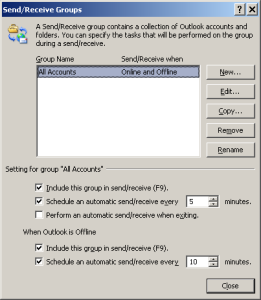 Send/Receive Groups
A Send/Receive group contains a collection of Outlook accounts and
folders. You can specify the tasks that will be performed on the group
during a send/receive.
Group Name Send/Receive when
All Accounts Online and Offline
New...
Edit...
Copy...
Remove
Rename
Setting for group "All Accounts"
Include this group in send/receive (F9).
Schedule an automatic send/receive every 5 minutes.
Perform an automatic send/receive when exiting.
When Outlook is Offline
Include this group in send/receive (F9).
Schedule an automatic send/receive every 10 minutes.
Close